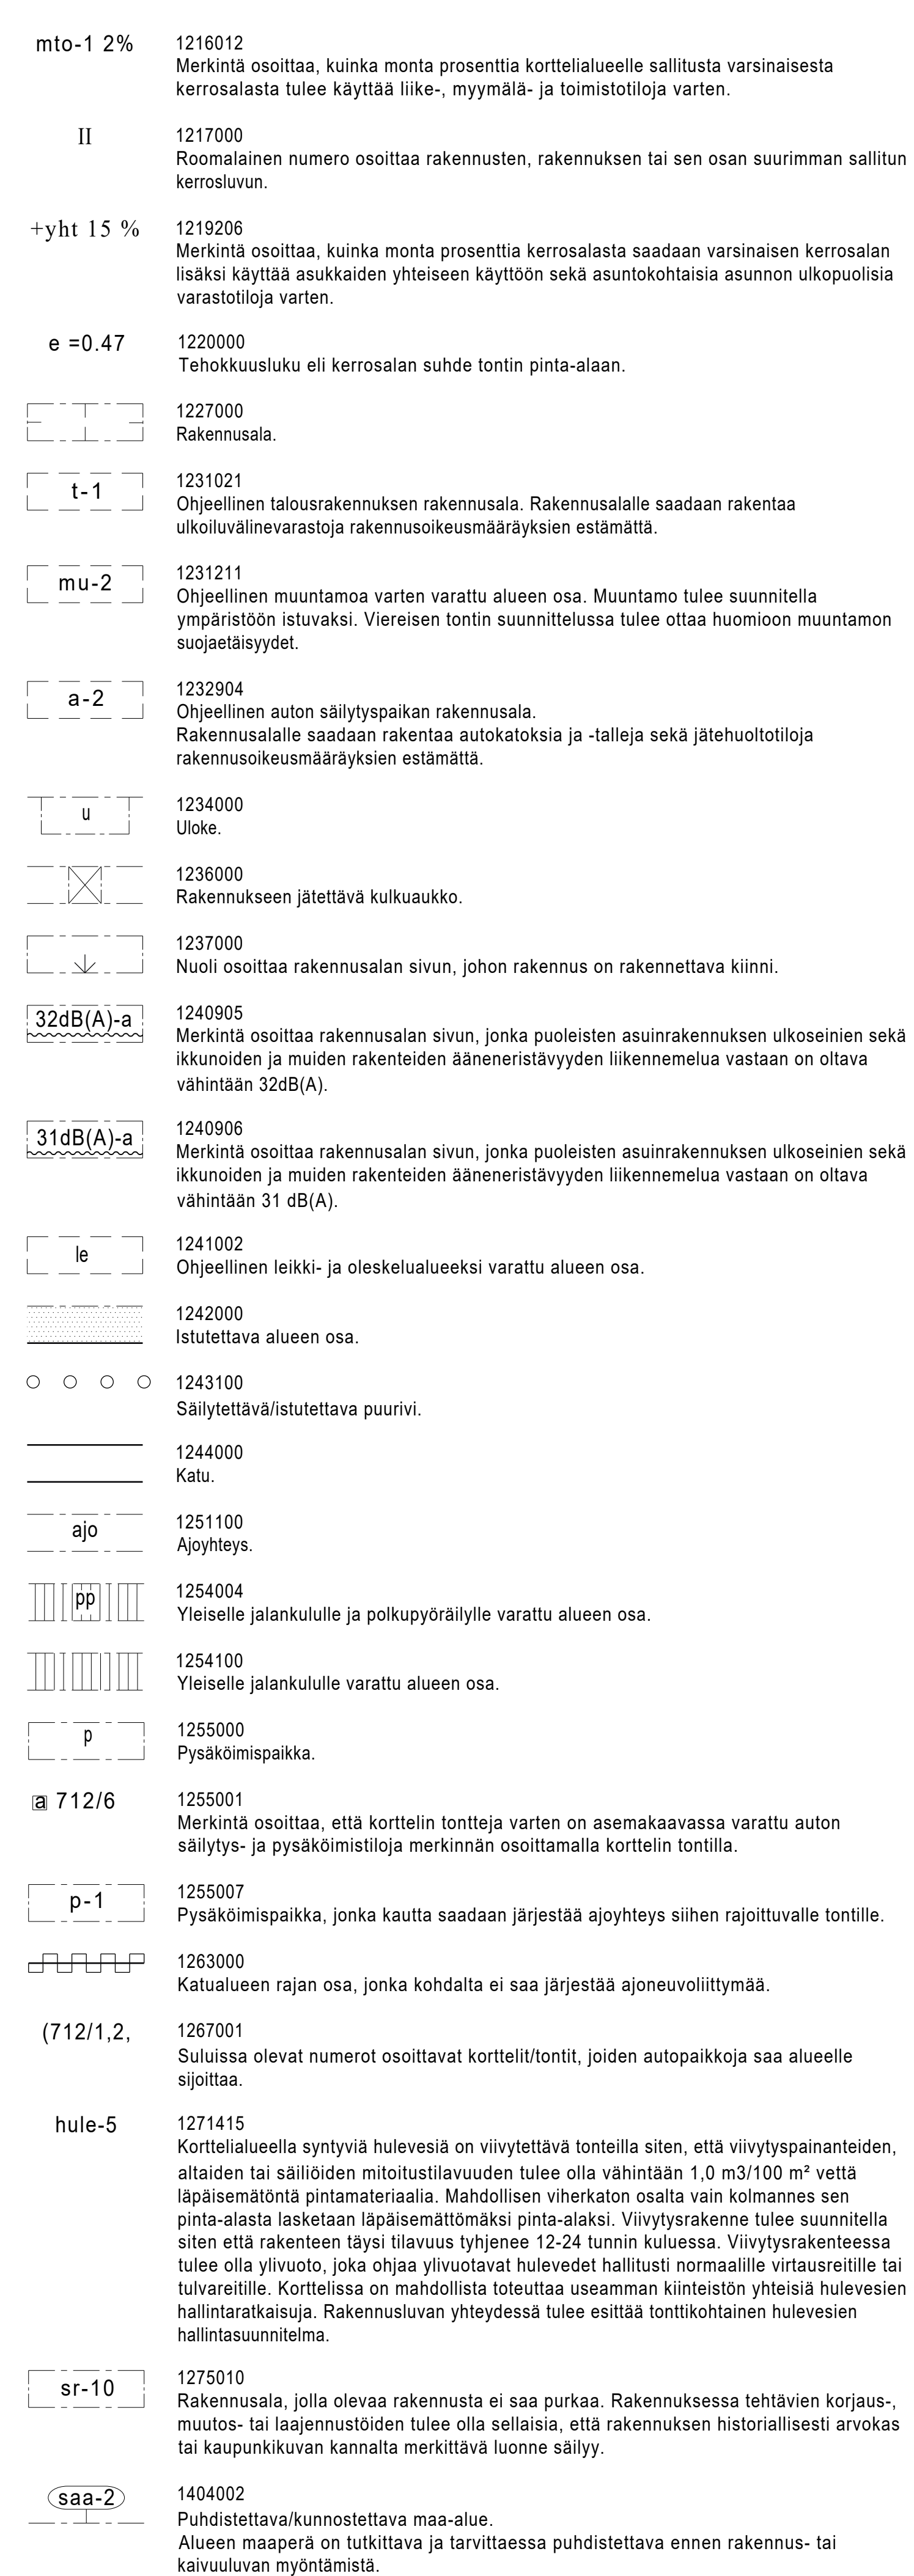 mto-1 2% 1216012
Merkintä osoittaa, kuinka monta prosenttia korttelialueelle sallitusta varsinaisesta
kerrosalasta tulee käyttää liike-, myymälä- ja toimistotiloja varten.
II 1217000
Roomalainen numero osoittaa rakennusten, rakennuksen tai sen osan suurimman sallitun
kerrosluvun.
+yht 15 % 1219206
Merkintä osoittaa, kuinka monta prosenttia kerrosalasta saadaan varsinaisen kerrosalan
lisäksi käyttää asukkaiden yhteiseen käyttöön sekä asuntokohtaisia asunnon ulkopuolisia
varastotiloja varten.
e =0.47 1220000
Tehokkuusluku eli kerrosalan suhde tontin pinta-alaan.
1227000
Rakennusala.
t-1 1231021
Ohjeellinen talousrakennuksen rakennusala. Rakennusalalle saadaan rakentaa
ulkoiluvälinevarastoja rakennusoikeusmääräyksien estämättä.
mu-2 1231211
Ohjeellinen muuntamoa varten varattu alueen osa. Muuntamo tulee suunnitella
ympäristöön istuvaksi. Viereisen tontin suunnittelussa tulee ottaa huomioon muuntamon
suojaetäisyydet.
a-2 1232904
Ohjeellinen auton säilytyspaikan rakennusala.
Rakennusalalle saadaan rakentaa autokatoksia ja -talleja sekä jätehuoltotiloja
rakennusoikeusmääräyksien estämättä.
u 1234000
Uloke.
1236000
Rakennukseen jätettävä kulkuaukko.
1237000
Nuoli osoittaa rakennusalan sivun, johon rakennus on rakennettava kiinni.
32dB(A)-a 1240905
Merkintä osoittaa rakennusalan sivun, jonka puoleisten asuinrakennuksen ulkoseinien sekä
ikkunoiden ja muiden rakenteiden ääneneristävyyden liikennemelua vastaan on oltava
vähintään 32dB(A).
31dB(A)-a 1240906
Merkintä osoittaa rakennusalan sivun, jonka puoleisten asuinrakennuksen ulkoseinien sekä
ikkunoiden ja muiden rakenteiden ääneneristävyyden liikennemelua vastaan on oltava
vähintään 31 dB(A).
le 1241002
Ohjeellinen leikki- ja oleskelualueeksi varattu alueen osa.
1242000
Istutettava alueen osa.
1243100
Säilytettävä/istutettava puurivi.
1244000
Katu.
ajo 1251100
Ajoyhteys.
pp 1254004
Yleiselle jalankululle ja polkupyöräilylle varattu alueen osa.
1254100
Yleiselle jalankululle varattu alueen osa.
p 1255000
Pysäköimispaikka.
a 712/6 1255001
Merkintä osoittaa, että korttelin tontteja varten on asemakaavassa varattu auton
säilytys- ja pysäköimistiloja merkinnän osoittamalla korttelin tontilla.
p-1 1255007
Pysäköimispaikka, jonka kautta saadaan järjestää ajoyhteys siihen rajoittuvalle tontille.
1263000
Katualueen rajan osa, jonka kohdalta ei saa järjestää ajoneuvoliittymää.
(712/1,2, 1267001
Suluissa olevat numerot osoittavat korttelit/tontit, joiden autopaikkoja saa alueelle
sijoittaa.
hule-5 1271415
Korttelialueella syntyviä hulevesiä on viivytettävä tonteilla siten, että viivytyspainanteiden,
altaiden tai säiliöiden mitoitustilavuuden tulee olla vähintään 1,0 m3/100 m² vettä
läpäisemätöntä pintamateriaalia. Mahdollisen viherkaton osalta vain kolmannes sen
pinta-alasta lasketaan läpäisemättömäksi pinta-alaksi. Viivytysrakenne tulee suunnitella
siten että rakenteen täysi tilavuus tyhjenee 12-24 tunnin kuluessa. Viivytysrakenteessa
tulee olla ylivuoto, joka ohjaa ylivuotavat hulevedet hallitusti normaalille virtausreitille tai
tulvareitille. Korttelissa on mahdollista toteuttaa useamman kiinteistön yhteisiä hulevesien
hallintaratkaisuja. Rakennusluvan yhteydessä tulee esittää tonttikohtainen hulevesien
hallintasuunnitelma.
sr-10 1275010
Rakennusala, jolla olevaa rakennusta ei saa purkaa. Rakennuksessa tehtävien korjaus-,
muutos- tai laajennustöiden tulee olla sellaisia, että rakennuksen historiallisesti arvokas
tai kaupunkikuvan kannalta merkittävä luonne säilyy.
saa-2 1404002
Puhdistettava/kunnostettava maa-alue.
Alueen maaperä on tutkittava ja tarvittaessa puhdistettava ennen rakennus- tai
kaivuuluvan myöntämistä.